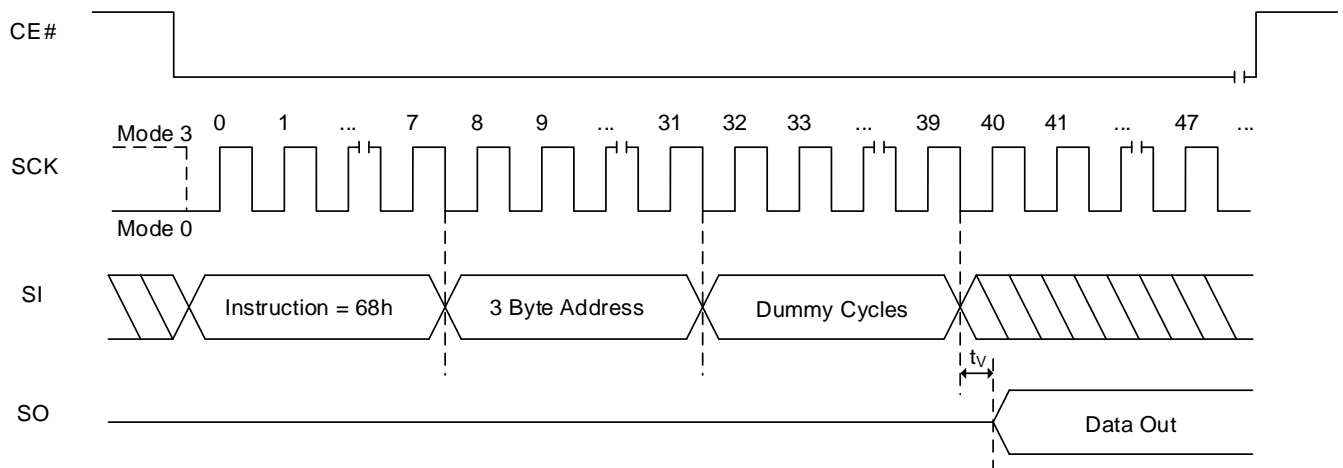 CE#
Mode 3
0 1 ... 7 8 9 ... 31 32 33 ... 39 40 41 ... 47 ...
SCK
Mode 0
SI
Instruction = 68h
3 Byte Address
Dummy Cycles
tV
SO
Data Out